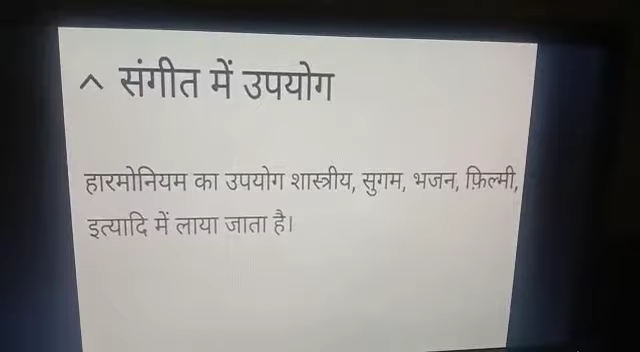 ^ संगीत में उपयोग
हारमोनियम का उपयोग शास्त्रीय, सुगम, भजन, फ़िल्मी,
इत्यादि में लाया जाता है।